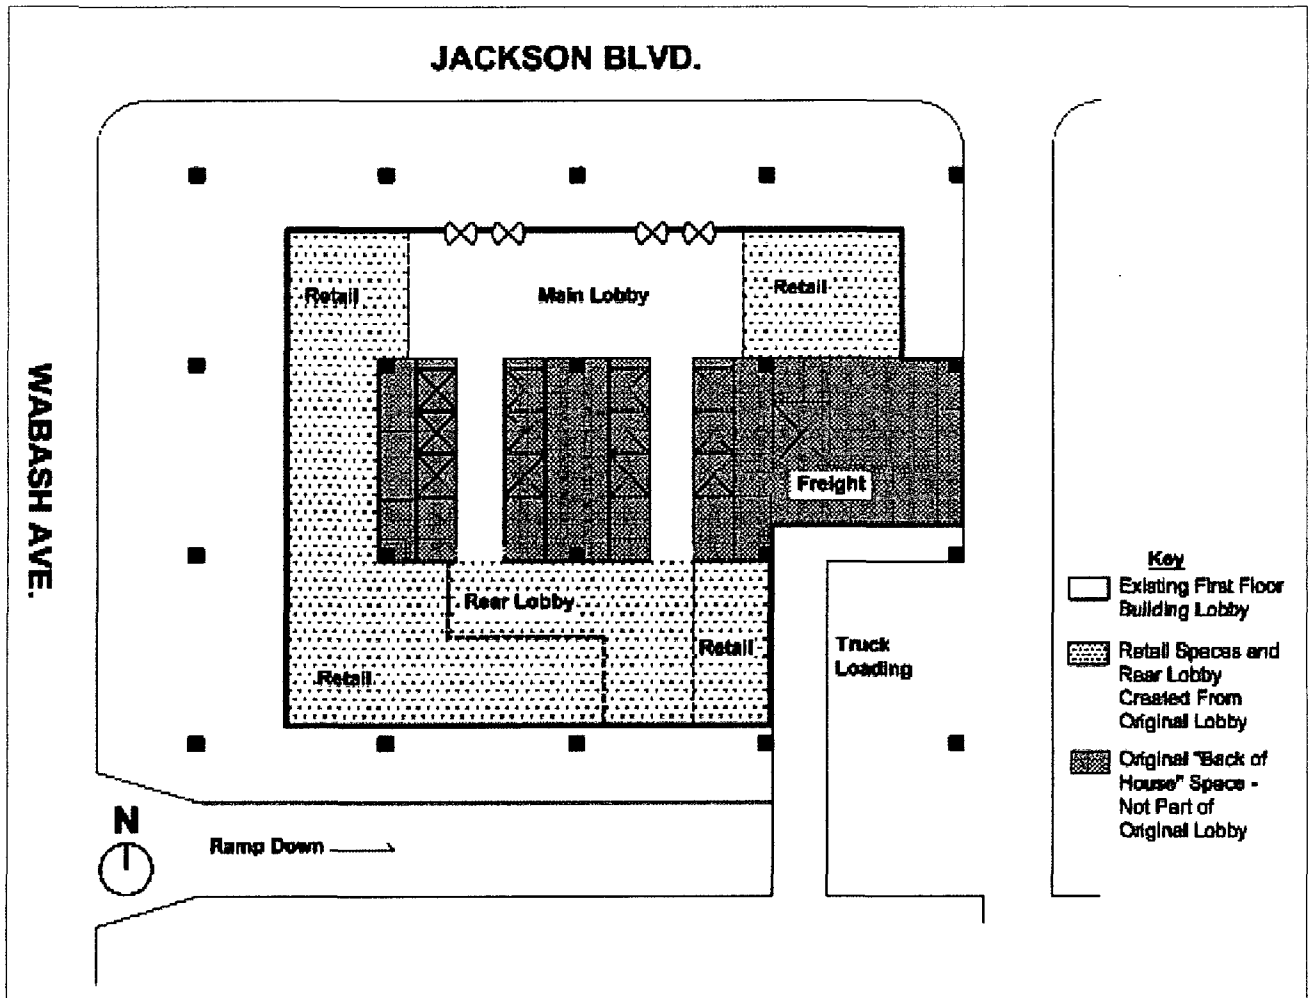 JACKSON BLVD.
Retail
Main Lobby
Retail
WABASH AVE.
Freight
Rear Lobby
Retail
Retail
Truck
Loading
Key
Existing First Floor
Building Lobby
Retail Spaces and
Rear Lobby
Created From
Original Lobby
Original "Back of
House" Space -
Not Part of
Original Lobby
N
Ramp Down